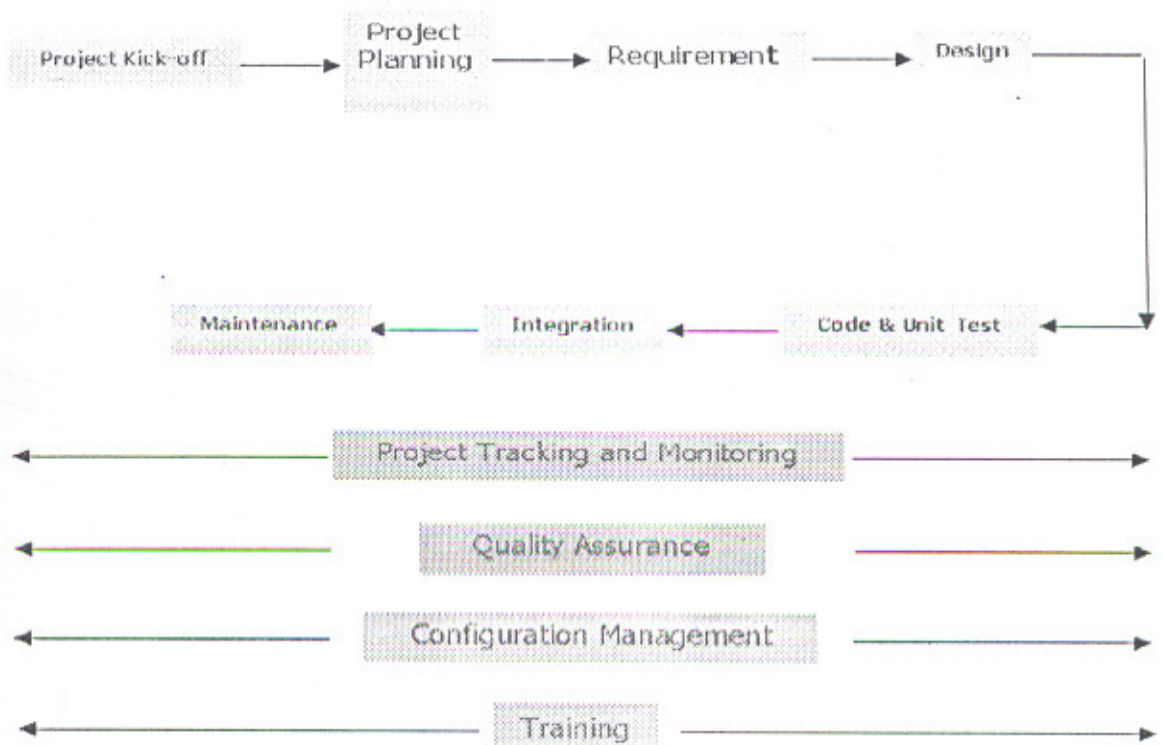 Project Kick-off
Project
Planning
Requirement
Design
Maintenance
Integration
Code & Unit Test
Project Tracking and Monitoring
Quality Assurance
Configuration Management
Training